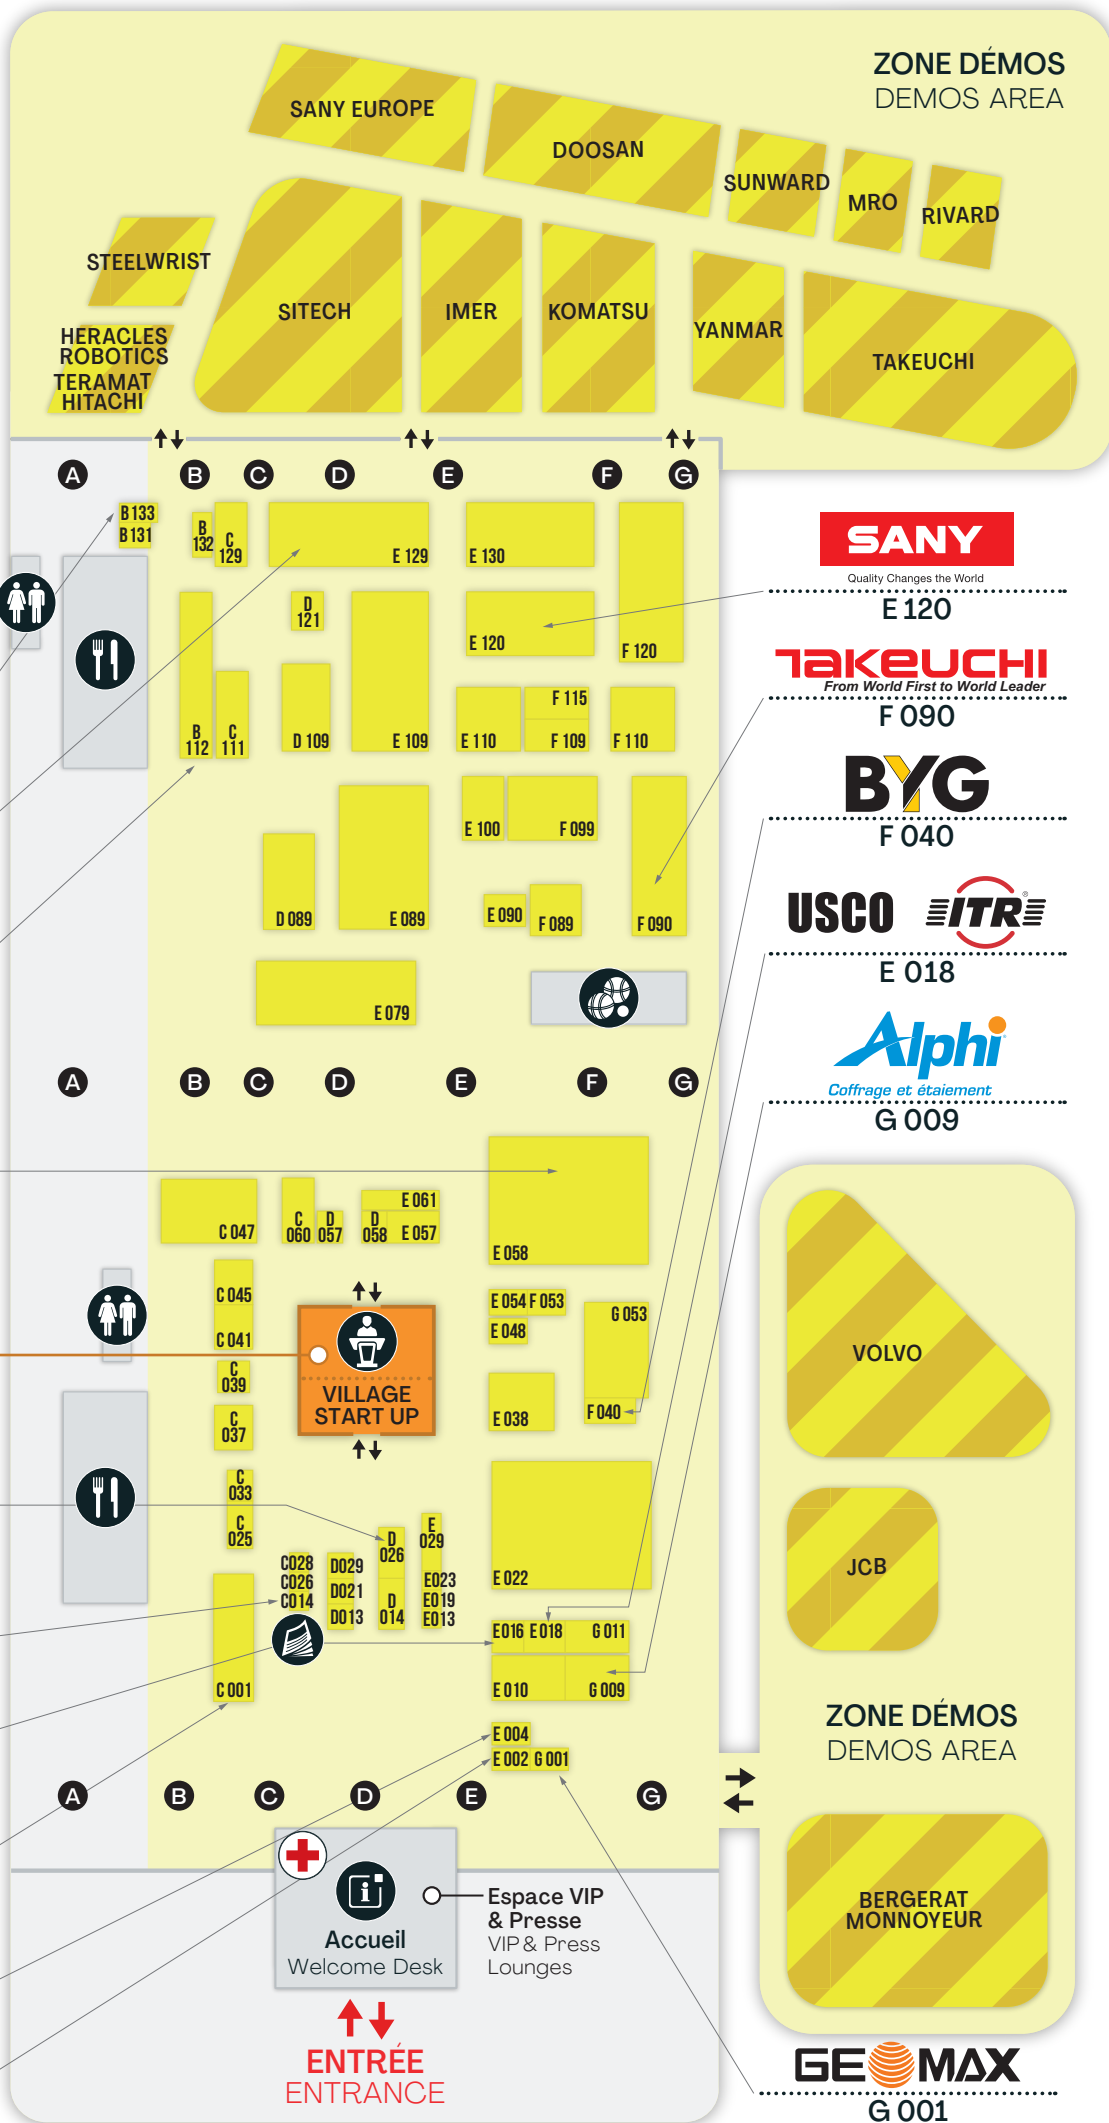 ZONE DÉMOS
DEMOS AREA
SANY EUROPE
DOOSAN
SUNWARD
MRO
RIVARD
STEELWRIST
SITECH
IMER
KOMATSU
YANMAR
TAKEUCHI
HERACLES
ROBOTICS
TERAMAT
HITACHI
A B C D E F G
B 133
B 131
B
132
C
129
E 129
E 130
D
121
E 120
F 120
B
112
C
111
D 109
E 109
E 110
F 115
F 109
F 110
E 100
F 099
D 089
E 089
E 090
F 089
F 090
E 079
SANY
Quality Changes the World
E 120
TAKEUCHI
From World First to World Leader
F 090
BYG
F 040
USCO ITR®
E 018
Alphi
Coffrage et étaiement
G 009
A B C D E F G
C 047
C
060
D
057
E 061
D
058
E 057
E 058
C 045
C 041
E 054 F 053
E 048
G 053
C
039
VILLAGE
START UP
C
037
E 038
F 040
C
033
C
025
D
026
E
029
E 022
C028
C026
C014
D029
D021
D013
D
014
E023
E019
E013
E016 E 018 G 011
C 001
E 010 G 009
E 004
E 002 G 001
A B C D E G
VOLVO
JCB
ZONE DÉMOS
DEMOS AREA
BERGERAT
MONNOYEUR
i
Accueil
Welcome Desk
Espace VIP
& Presse
VIP & Press
Lounges
ENTRÉE
ENTRANCE
GEOMAX
G 001